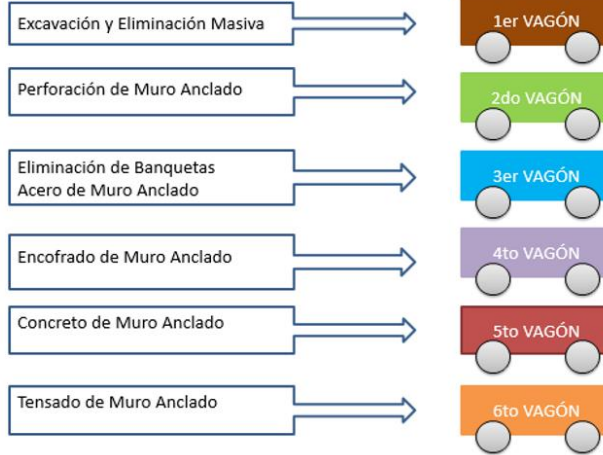 Excavación y Eliminación Masiva
1er VAGÓN
Perforación de Muro Anclado
2do VAGÓN
Eliminación de Banquetas
Acero de Muro Anclado
3er VAGÓN
Encofrado de Muro Anclado
4to VAGÓN
Concreto de Muro Anclado
5to VAGÓN
Tensado de Muro Anclado
6to VAGÓN